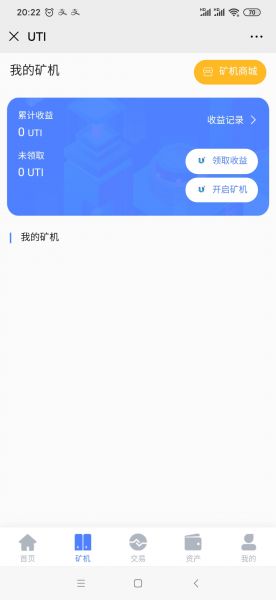 20:22
70
UTI
我的矿机
矿机商城
累计收益
0 UTI
收益记录
未领取
0 UTI
领取收益
开启矿机
我的矿机
首页
矿机
交易
资产
我的